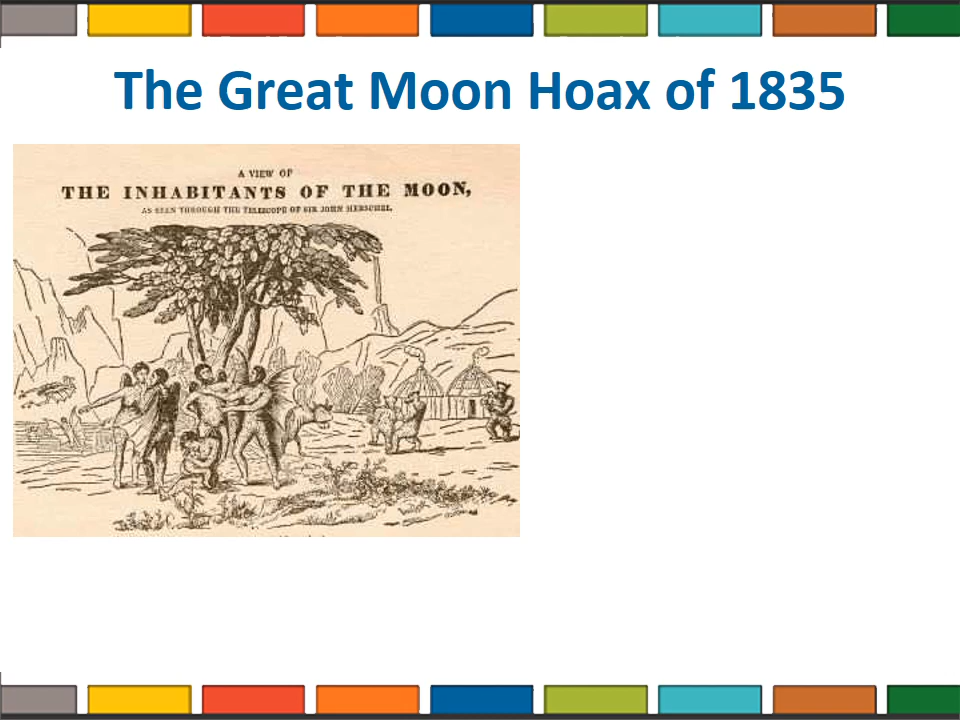 The Great Moon Hoax of 1835
A VIEW OF
THE INHABITANTS OF THE MOON,
AS SEEN THROUGH THE TELESCOPE OF SIR JOHN HERSCHEL.